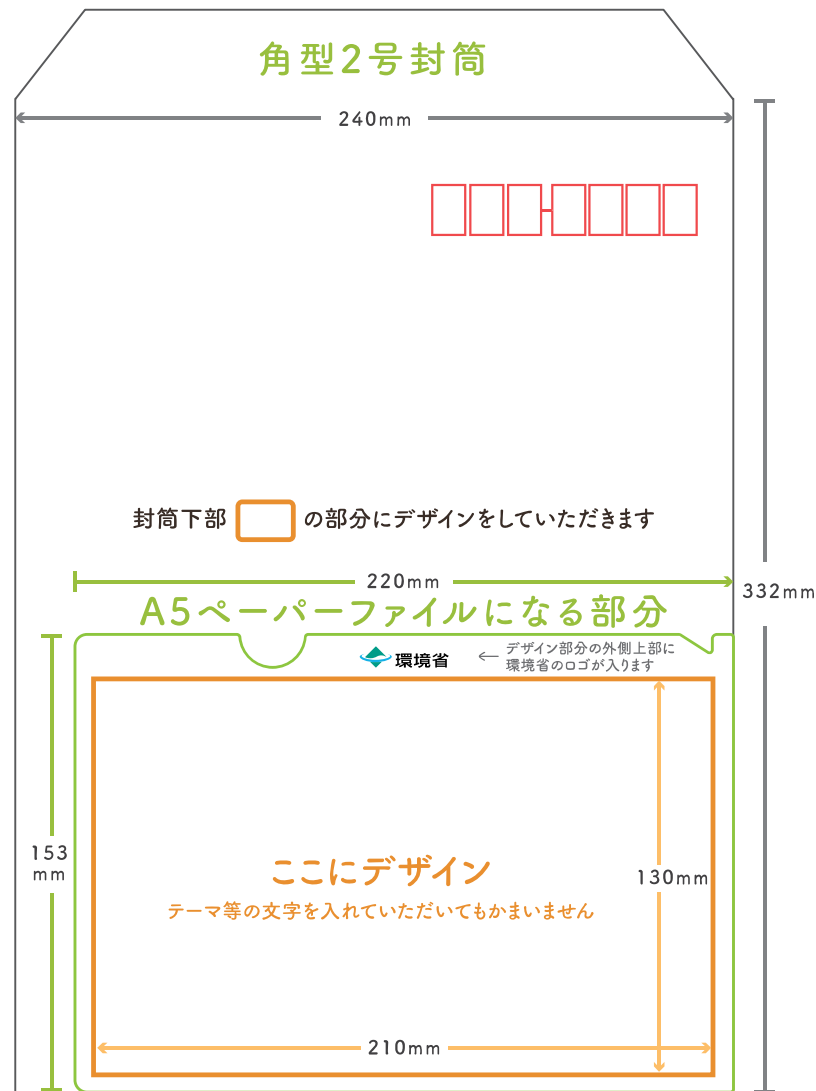 角型2号封筒
240mm
封筒下部 の部分にデザインをしていただきます
220mm
332mm
A5ペーパーファイルになる部分
環境省
←デザイン部分の外側上部に
環境省のロゴが入ります
153
mm
ここにデザイン
130mm
テーマ等の文字を入れていただいてもかまいません
210mm